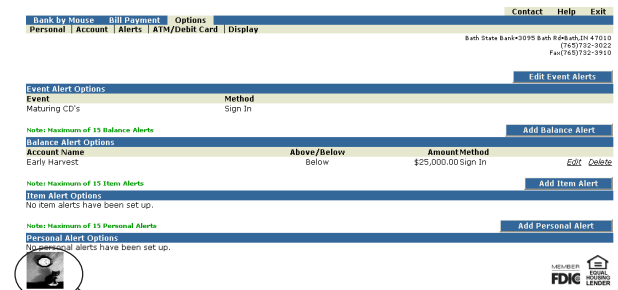 Contact Help Exit
Bank by Mouse Bill Payment Options
Personal | Account | Alerts | ATM/Debit Card | Display
Bath State Bank•3095 Bath Rd•Bath,IN 47010
(765)732-3022
Fax(765)732-3910
Edit Event Alerts
Event Alert Options
Event Method
Maturing CD's Sign In
Note: Maximum of 15 Balance Alerts
Add Balance Alert
Balance Alert Options
Account Name Above/Below Amount Method
Early Harvest Below $25,000.00 Sign In Edit Delete
Note: Maximum of 15 Item Alerts
Add Item Alert
Item Alert Options
No item alerts have been set up.
Note: Maximum of 15 Personal Alerts
Add Personal Alert
Personal Alert Options
No personal alerts have been set up.
MEMBER
FDIC
EQUAL
HOUSING
LENDER